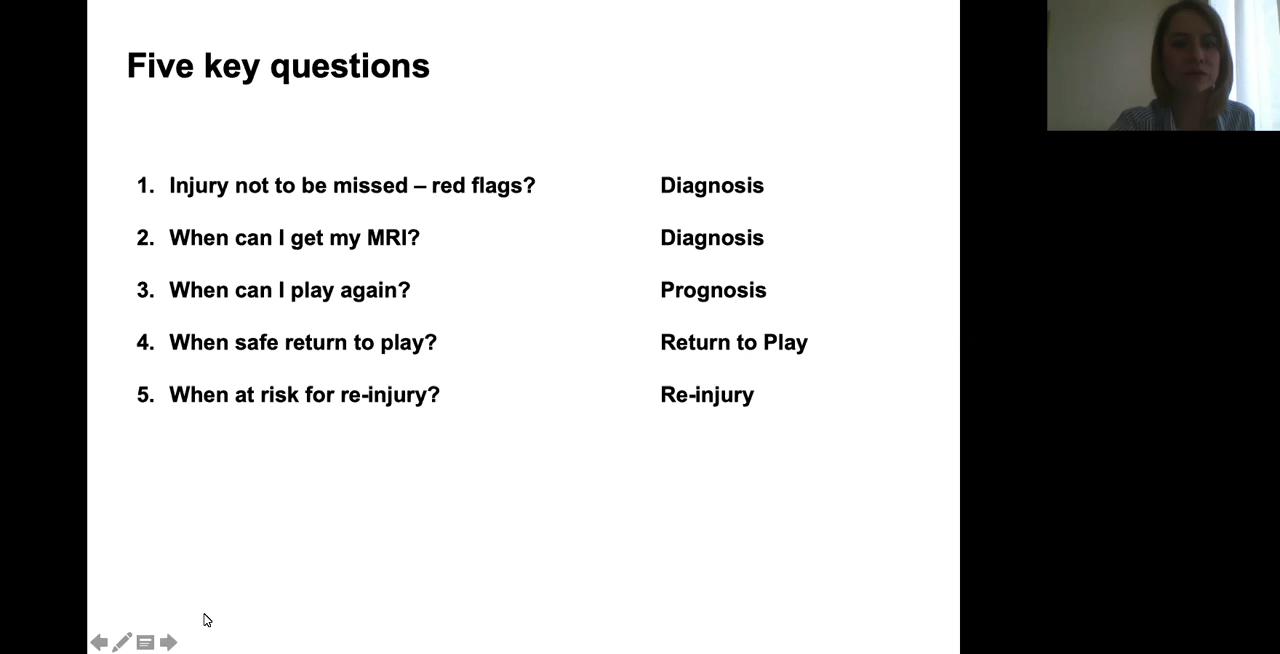 Five key questions
1. Injury not to be missed – red flags? Diagnosis
2. When can I get my MRI? Diagnosis
3. When can I play again? Prognosis
4. When safe return to play? Return to Play
5. When at risk for re-injury? Re-injury